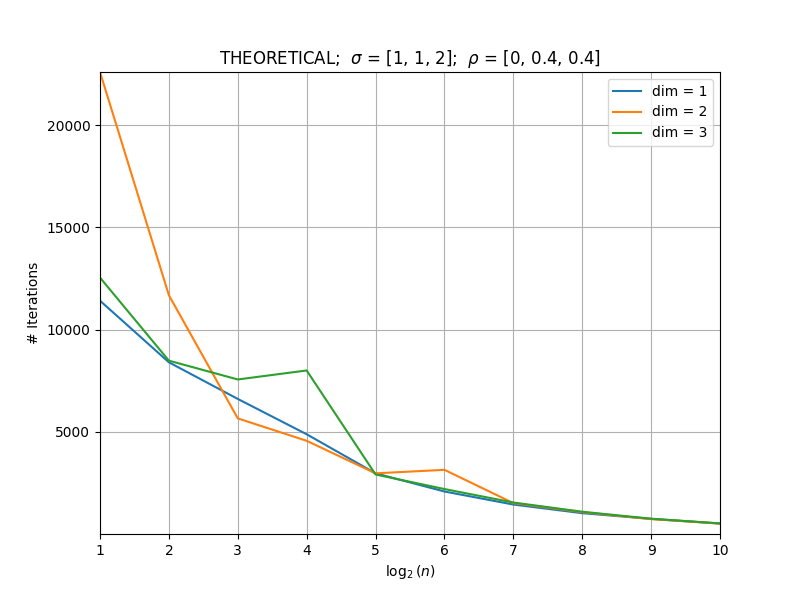 THEORETICAL; σ = [1, 1, 2]; ρ = [0, 0.4, 0.4]
dim = 1
dim = 2
dim = 3
20000
15000
10000
5000
# Iterations
1 2 3 4 5 6 7 8 9 10
log₂(n)